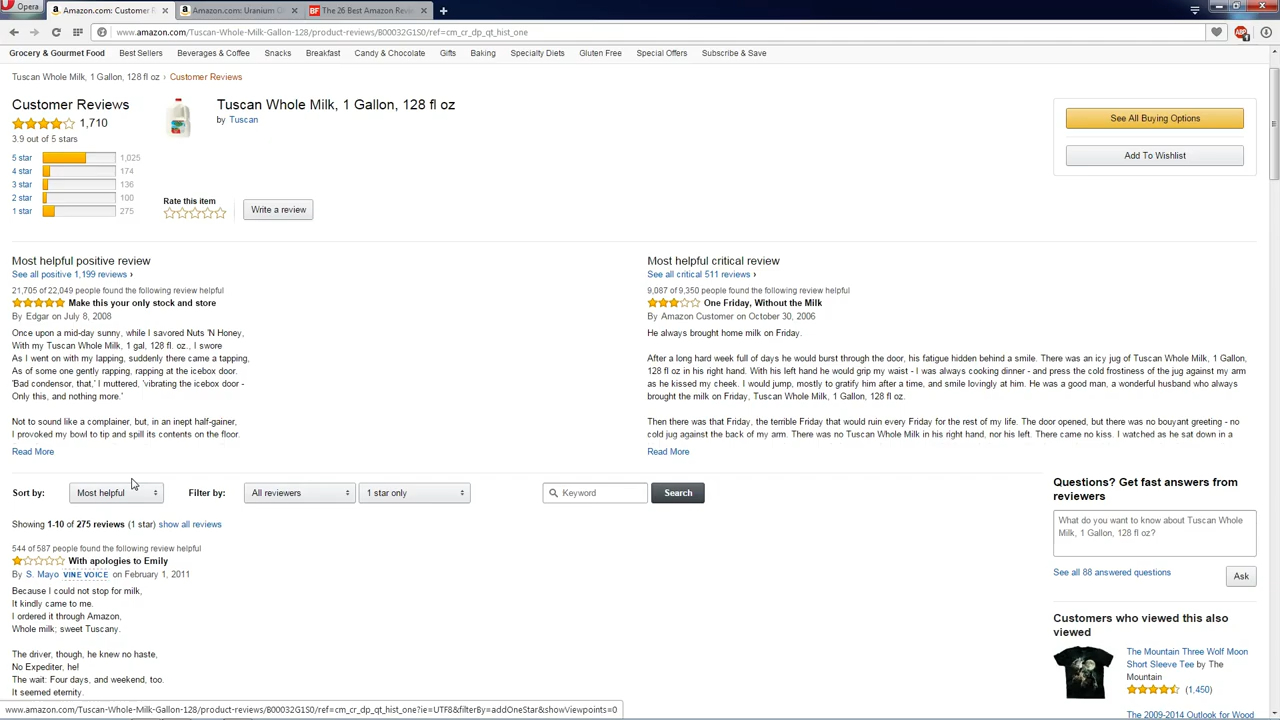 Opera
Amazon.com: Customer R
Amazon.com: Uranium O
BF The 26 Best Amazon Rev
www.amazon.com/Tuscan-Whole-Milk-Gallon-128/product-reviews/B00032G1S0/ref=cm_cr_dp_qt_hist_one
Grocery & Gourmet Food Best Sellers Beverages & Coffee Snacks Breakfast Candy & Chocolate Gifts Baking Specialty Diets Gluten Free Special Offers Subscribe & Save
Tuscan Whole Milk, 1 Gallon, 128 fl oz › Customer Reviews
Customer Reviews
1,710
3.9 out of 5 stars
5 star 1,025
4 star 174
3 star 136
2 star 100
1 star 275
Tuscan Whole Milk, 1 Gallon, 128 fl oz
by Tuscan
Rate this item
Write a review
See All Buying Options
Add To Wishlist
Most helpful positive review
See all positive 1,199 reviews ›
21,705 of 22,049 people found the following review helpful
Make this your only stock and store
By Edgar on July 8, 2008
Once upon a mid-day sunny, while I savored Nuts 'N Honey,
With my Tuscan Whole Milk, 1 gal, 128 fl. oz., I swore
As I went on with my lapping, suddenly there came a tapping,
As of some one gently rapping, rapping at the icebox door.
'Bad condensor, that,' I muttered, 'vibrating the icebox door -
Only this, and nothing more.'
Not to sound like a complainer, but, in an inept half-gainer,
I provoked my bowl to tip and spill its contents on the floor.
Read More
Most helpful critical review
See all critical 511 reviews ›
9,087 of 9,350 people found the following review helpful
One Friday, Without the Milk
By Amazon Customer on October 30, 2006
He always brought home milk on Friday.
After a long hard week full of days he would burst through the door, his fatigue hidden behind a smile. There was an icy jug of Tuscan Whole Milk, 1 Gallon,
128 fl oz in his right hand. With his left hand he would grip my waist - I was always cooking dinner - and press the cold frostiness of the jug against my arm
as he kissed my cheek. I would jump, mostly to gratify him after a time, and smile lovingly at him. He was a good man, a wonderful husband who always
brought the milk on Friday, Tuscan Whole Milk, 1 Gallon, 128 fl oz.
Then there was that Friday, the terrible Friday that would ruin every Friday for the rest of my life. The door opened, but there was no bouyant greeting - no
cold jug against the back of my arm. There was no Tuscan Whole Milk in his right hand, nor his left. There came no kiss. I watched as he sat down in a
Read More
Sort by: Most helpful Filter by: All reviewers 1 star only Keyword Search
Showing 1-10 of 275 reviews (1 star) show all reviews
544 of 587 people found the following review helpful
With apologies to Emily
By S. Mayo VINE VOICE on February 1, 2011
Because I could not stop for milk,
It kindly came to me.
I ordered it through Amazon,
Whole milk; sweet Tuscany.
The driver, though, he knew no haste,
No Expediter, he!
The wait: Four days, and weekend, too.
It seemed eternity.
Questions? Get fast answers from
reviewers
What do you want to know about Tuscan Whole
Milk, 1 Gallon, 128 fl oz?
See all 88 answered questions
Ask
Customers who viewed this also
viewed
The Mountain Three Wolf Moon
Short Sleeve Tee by The
Mountain
(1,450)
The 2009-2014 Outlook for Wood
www.amazon.com/Tuscan-Whole-Milk-Gallon-128/product-reviews/B00032G1S0/ref=cm_cr_dp_qt_hist_one?ie=UTF8&filterBy=addOneStar&showViewpoints=0